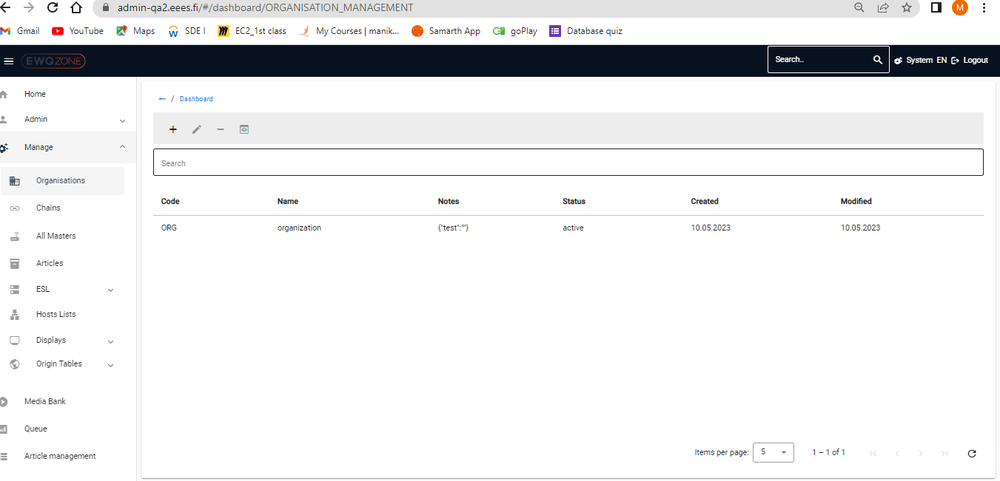 admin-qa2.eees.fi/#/dashboard/ORGANISATION_MANAGEMENT
M
Gmail YouTube Maps SDE I EC2_1st class My Courses | manik... Samarth App goPlay Database quiz
EWQZONE
Search.. System EN Logout
Home
Admin
Manage
Organisations
Chains
All Masters
Articles
ESL
Hosts Lists
Displays
Origin Tables
Media Bank
Queue
Article management
← / Dashboard
Search
Code Name Notes Status Created Modified
ORG organization {"test":""} active 10.05.2023 10.05.2023
Items per page: 5 1 – 1 of 1